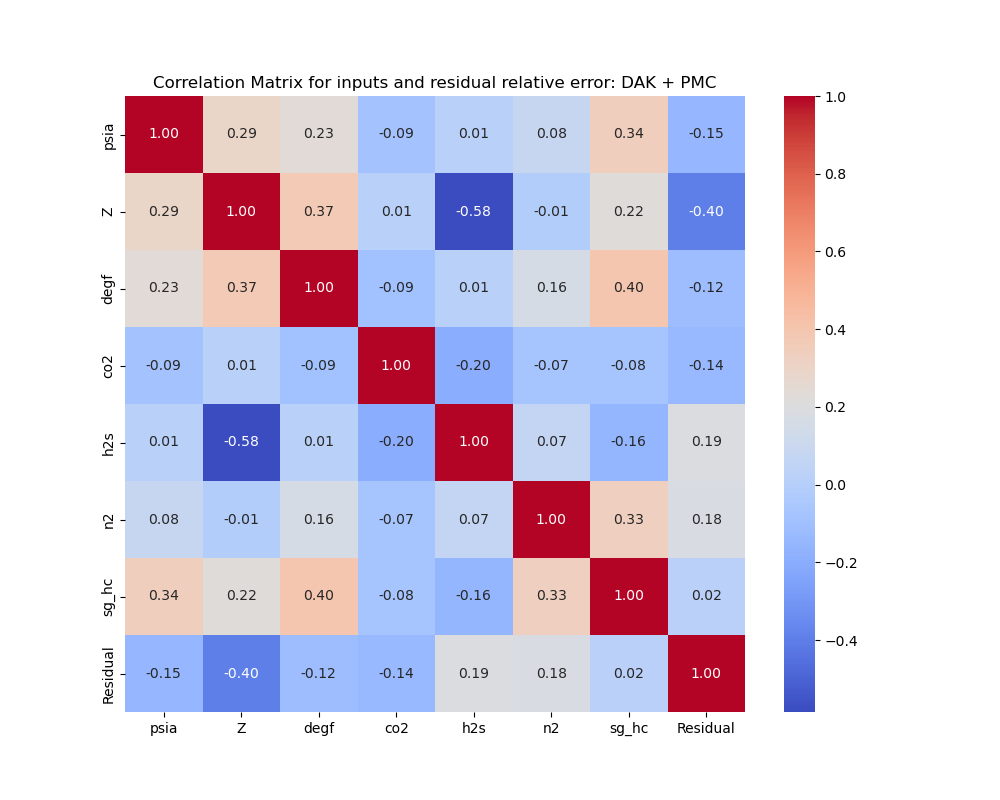 Correlation Matrix for inputs and residual relative error: DAK + PMC
psia 1.00 0.29 0.23 -0.09 0.01 0.08 0.34 -0.15
Z 0.29 1.00 0.37 0.01 -0.58 -0.01 0.22 -0.40
degf 0.23 0.37 1.00 -0.09 0.01 0.16 0.40 -0.12
co2 -0.09 0.01 -0.09 1.00 -0.20 -0.07 -0.08 -0.14
h2s 0.01 -0.58 0.01 -0.20 1.00 0.07 -0.16 0.19
n2 0.08 -0.01 0.16 -0.07 0.07 1.00 0.33 0.18
sg_hc 0.34 0.22 0.40 -0.08 -0.16 0.33 1.00 0.02
Residual -0.15 -0.40 -0.12 -0.14 0.19 0.18 0.02 1.00
psia Z degf co2 h2s n2 sg_hc Residual
1.0
0.8
0.6
0.4
0.2
0.0
−0.2
−0.4